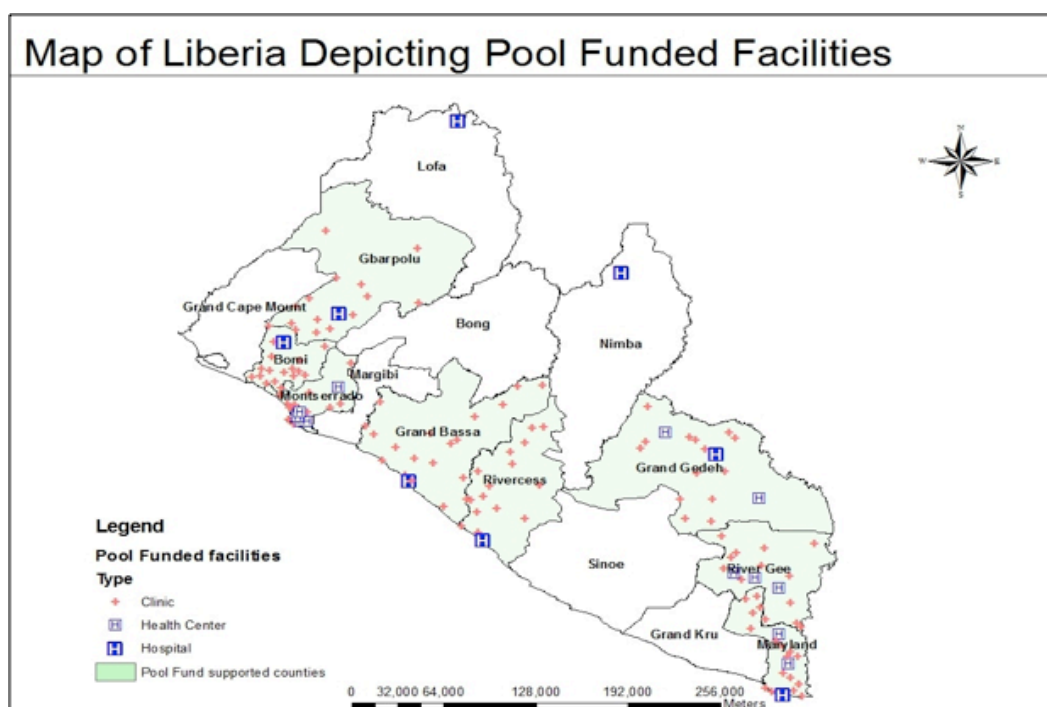 Map of Liberia Depicting Pool Funded Facilities
N
W E
S
Lofa
Gbarpolu
Grand Cape Mount
Bong
Nimba
Bomi
Margibi
Montserrado
Grand Bassa
Rivercess
Grand Gedeh
Sinoe
River Gee
Grand Kru
Maryland
Legend
Pool Funded facilities
Type
Clinic
H Health Center
H Hospital
Pool Fund supported counties
0 32,000 64,000 128,000 192,000 256,000
Meters